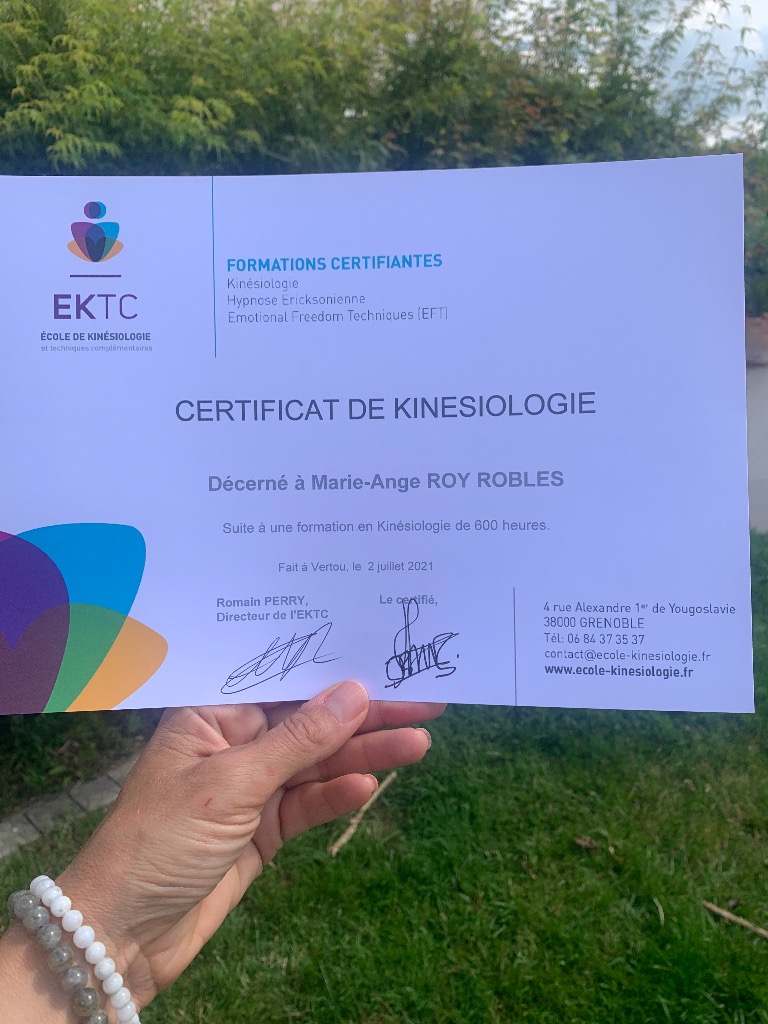 EKTC
ÉCOLE DE KINÉSIOLOGIE
et techniques complémentaires
FORMATIONS CERTIFIANTES
Kinésiologie
Hypnose Ericksonienne
Emotional Freedom Techniques (EFT)
CERTIFICAT DE KINESIOLOGIE
Décerné à Marie-Ange ROY ROBLES
Suite à une formation en Kinésiologie de 600 heures.
Fait à Vertou, le 2 juillet 2021
Romain PERRY,
Directeur de l'EKTC
Le certifié,
4 rue Alexandre 1er de Yougoslavie
38000 GRENOBLE
Tél: 06 84 37 35 37
contact@ecole-kinesiologie.fr
www.ecole-kinesiologie.fr